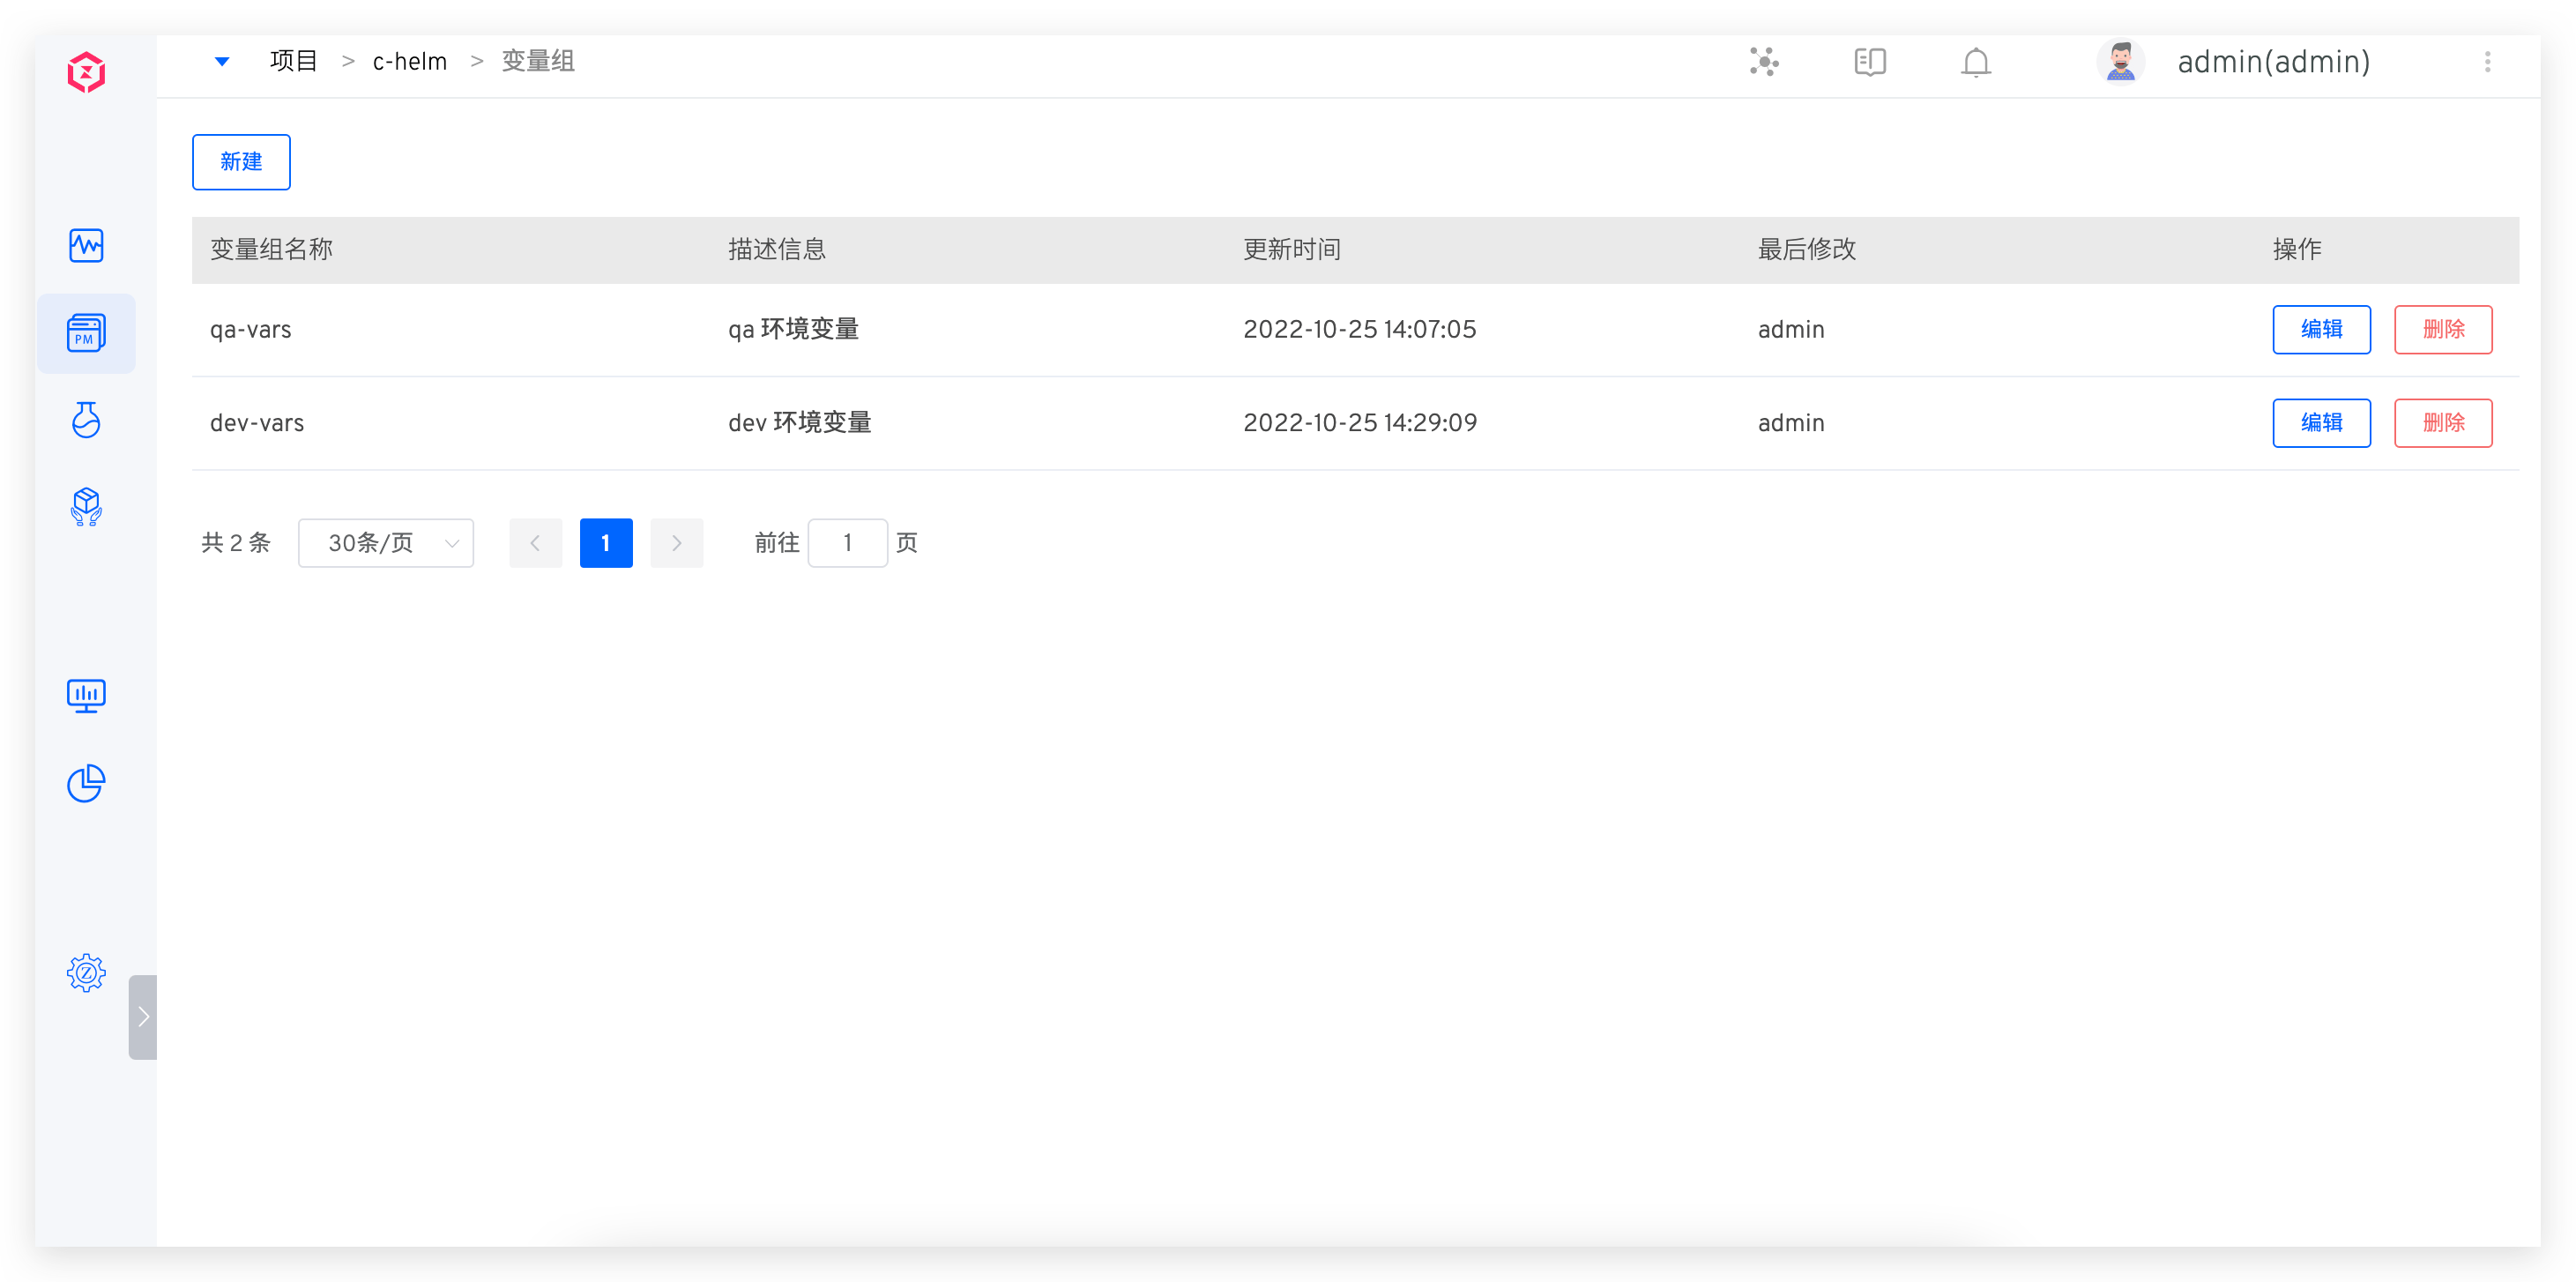 项目 > c-helm > 变量组
admin(admin)
新建
变量组名称 描述信息 更新时间 最后修改 操作
PM
qa-vars qa 环境变量 2022-10-25 14:07:05 admin 编辑 删除
dev-vars dev 环境变量 2022-10-25 14:29:09 admin 编辑 删除
共 2 条 30条/页 1 前往 1 页
Z